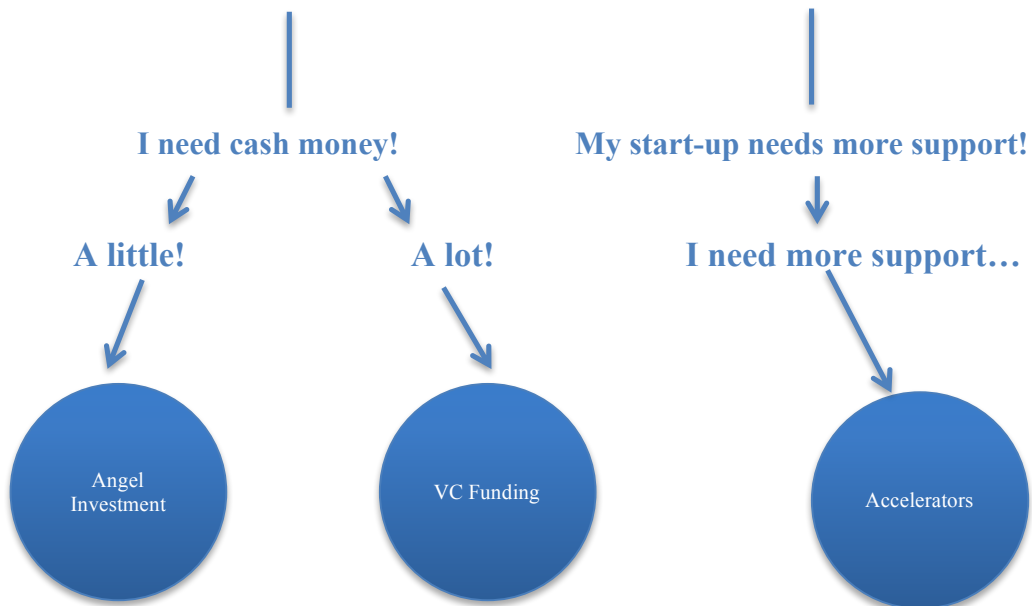 I need cash money!
My start-up needs more support!
A little!
A lot!
I need more support…
Angel
Investment
VC Funding
Accelerators